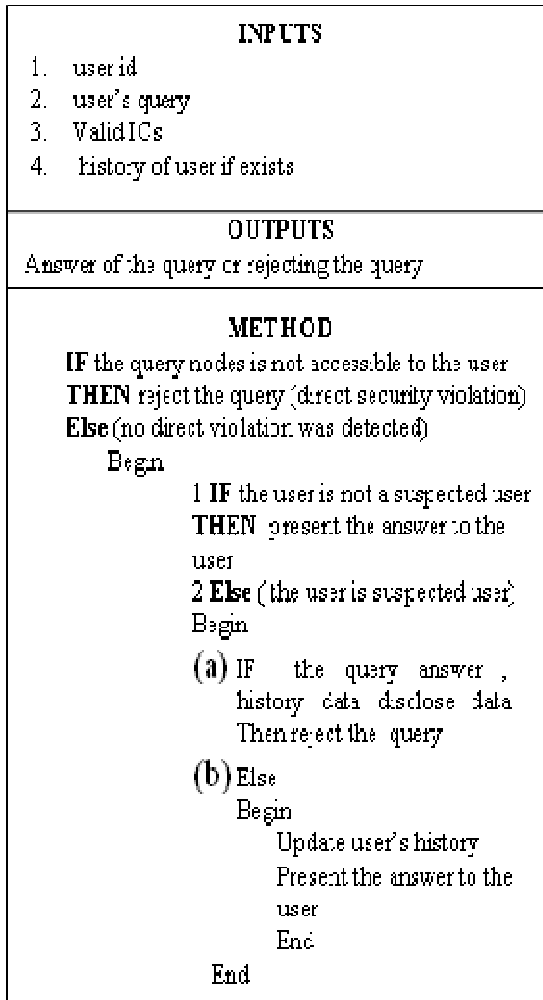 INPUTS
1. user id
2. user's query
3. Valid ICs
4. history of user if exists
OUTPUTS
Answer of the query or rejecting the query
METHOD
IF the query nodes is not accessible to the user
THEN reject the query (direct security violation)
Else (no direct violation was detected)
Begin
1 IF the user is not a suspected user
THEN present the answer to the
user
2 Else ( the user is suspected user)
Begin
(a) IF the query answer ,
history data disclose data
Then reject the query
(b) Else
Begin
Update user's history
Present the answer to the
user
End
End